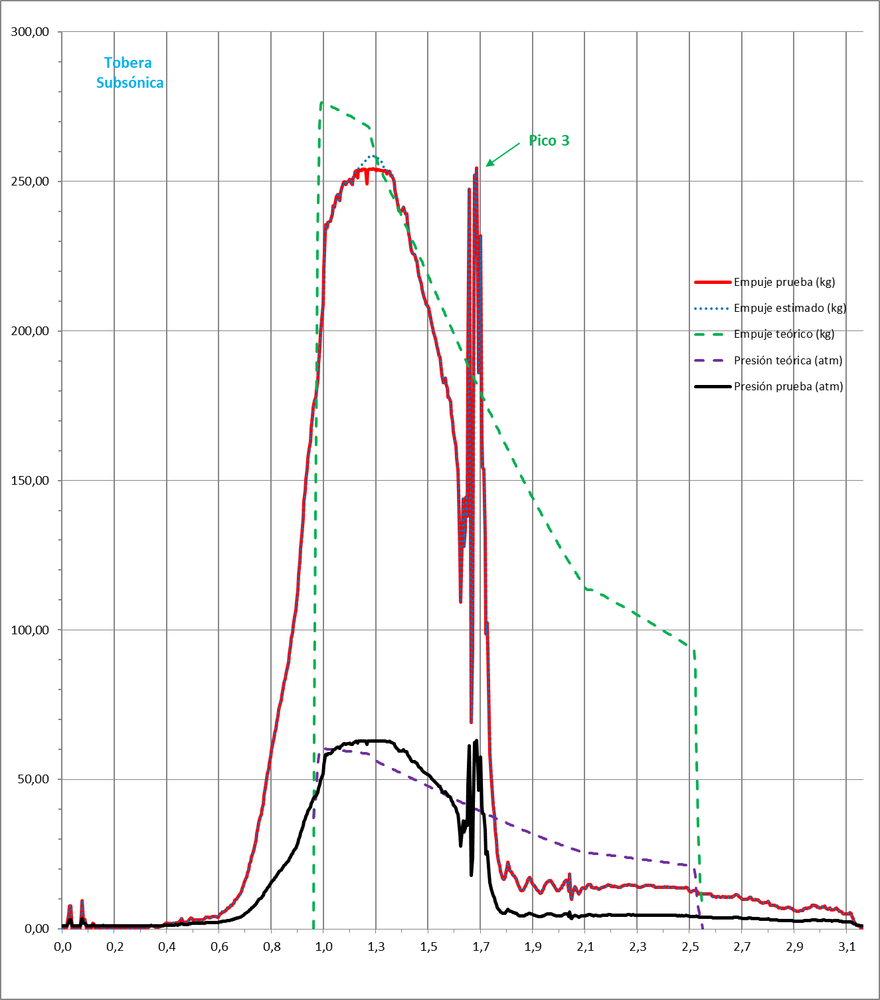 300,00
Tobera
Subsónica
Pico 3
250,00
Empuje prueba (kg)
Empuje estimado (kg)
200,00
Empuje teórico (kg)
Presión teórica (atm)
Presión prueba (atm)
150,00
100,00
50,00
0,00
0,0 0,2 0,4 0,6 0,8 1,0 1,3 1,5 1,7 1,9 2,1 2,3 2,5 2,7 2,9 3,1